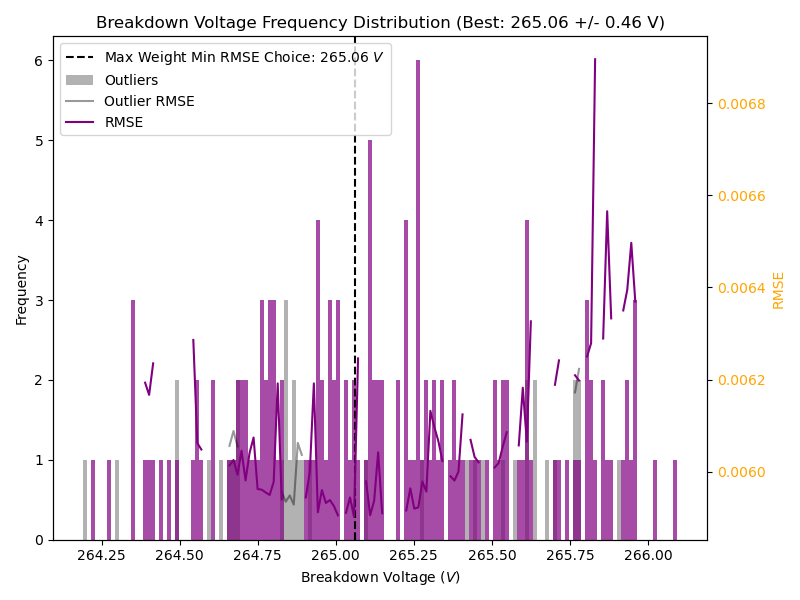 Breakdown Voltage Frequency Distribution (Best: 265.06 +/- 0.46 V)
Max Weight Min RMSE Choice: 265.06 V
Outliers
Outlier RMSE
RMSE
6
5
4
3
2
1
0
Frequency
0.0068
0.0066
0.0064
0.0062
0.0060
RMSE
264.25 264.50 264.75 265.00 265.25 265.50 265.75 266.00
Breakdown Voltage (V)